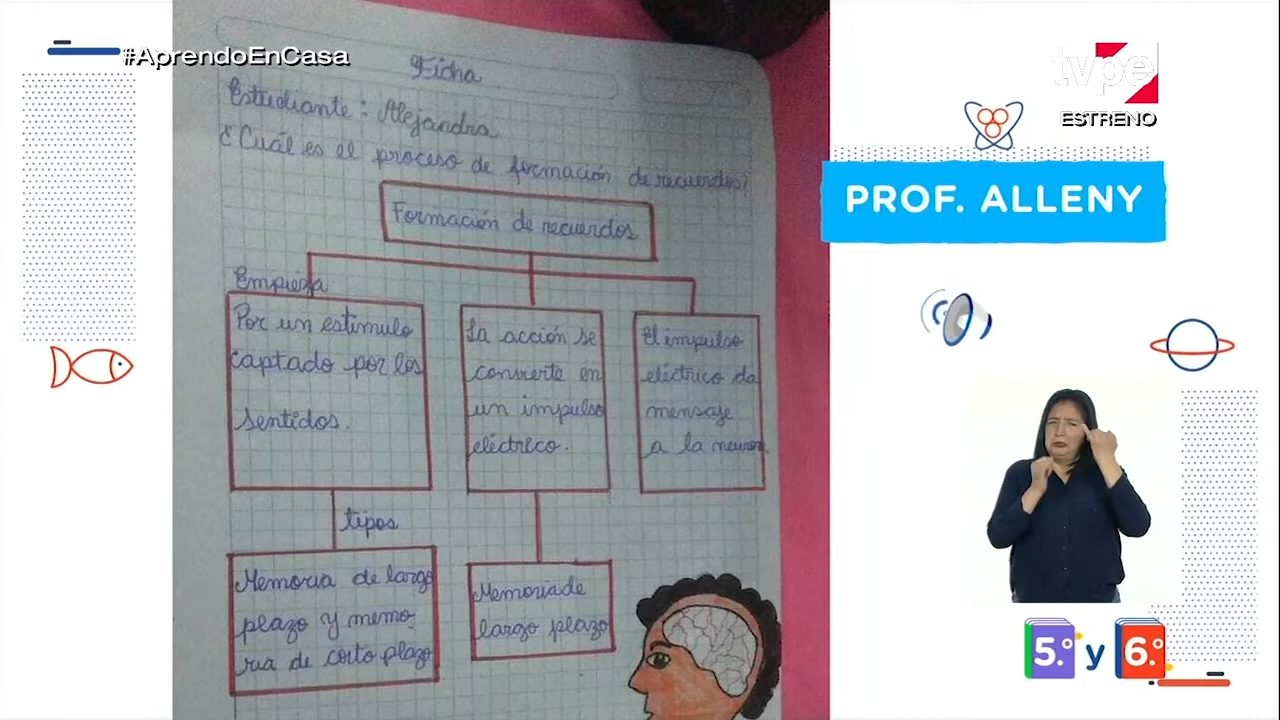 #AprendoEnCasa
tvpe
ESTRENO
PROF. ALLENY
Ficha
Estudiante: Alejandra
¿Cuál es el proceso de formación de recuerdos?
Formación de recuerdos
Empieza
Por un estimulo
captado por los
sentidos.
La acción se
convierte en
un impulso
eléctrico.
El impulso
eléctrico da
mensaje
a la neurona
tipos
Memoria de largo
plazo y memo
ria de corto plazo
Memoria de
largo plazo
5.° y 6.°